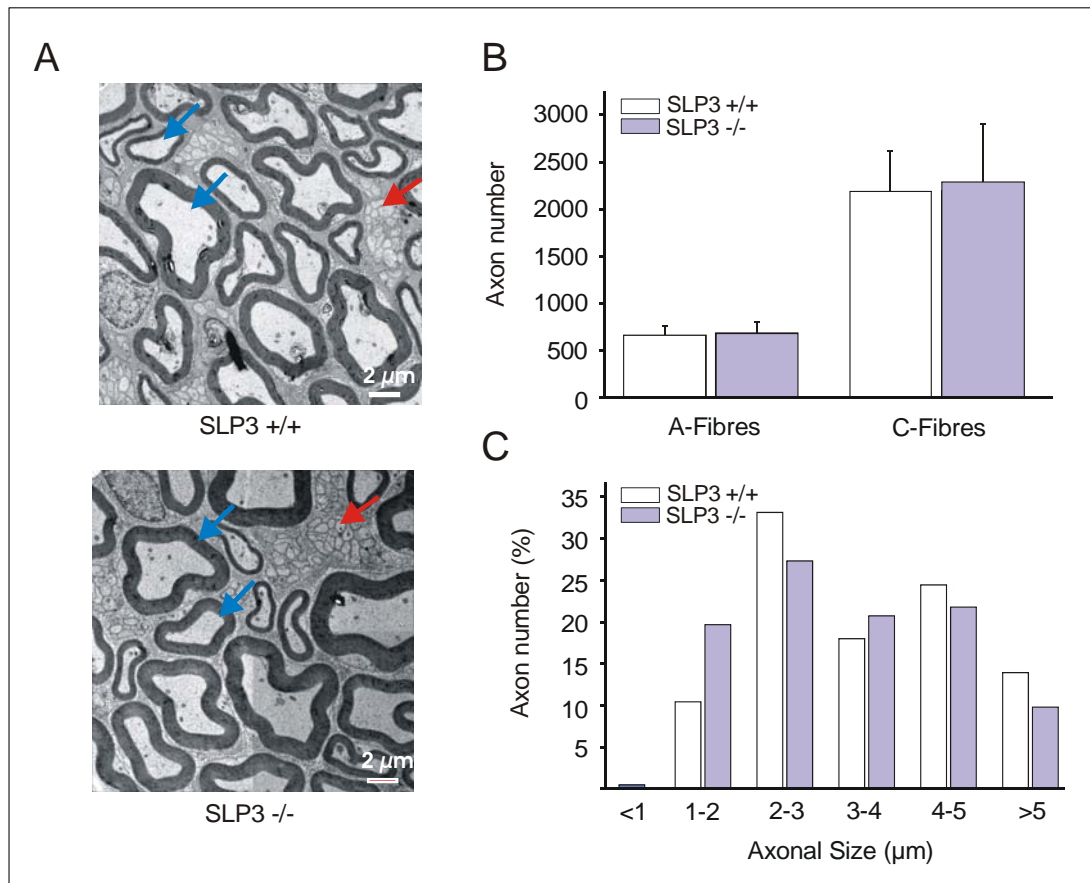 A
2 µm
SLP3 +/+
2 µm
SLP3 -/-
B
SLP3 +/+
SLP3 -/-
Axon number
3000
2500
2000
1500
1000
500
0
A-Fibres C-Fibres
C
SLP3 +/+
SLP3 -/-
Axon number (%)
35
30
25
20
15
10
5
<1 1-2 2-3 3-4 4-5 >5
Axonal Size (µm)